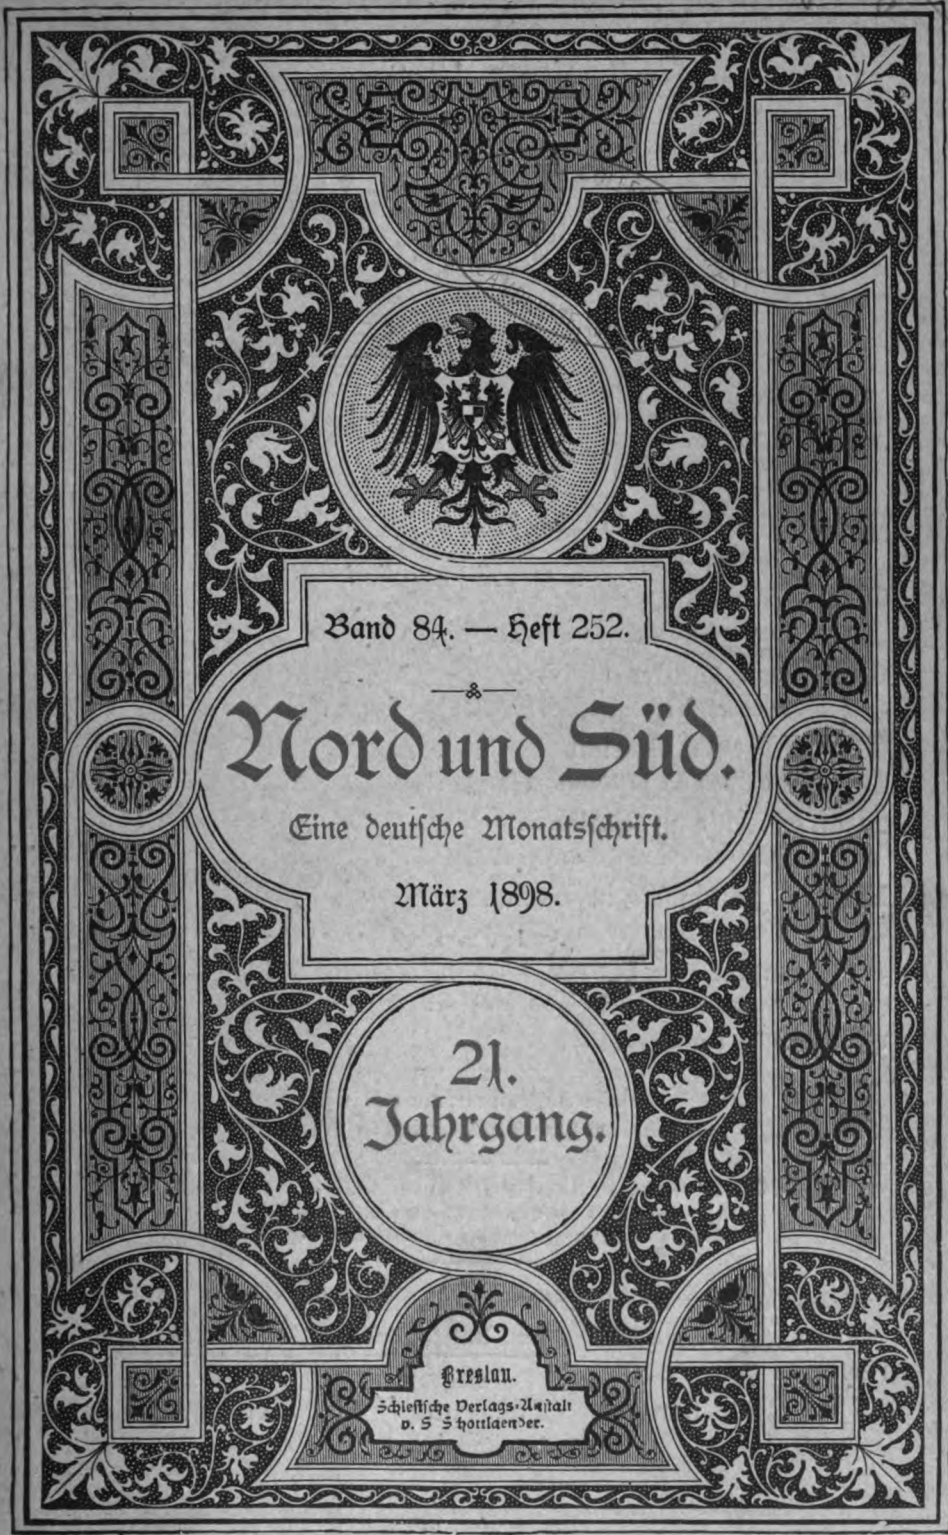 Band 84. — Heft 252.
Nord und Süd.
Eine deutsche Monatsschrift.
März 1898.
21.
Jahrgang.
Breslau.
Schlesische Verlags-Anstalt
v. S. Schottlaender.